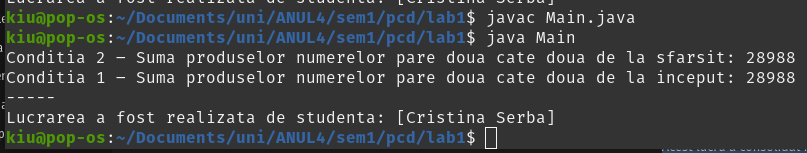 Lucrarea a fost realizata de studenta: [Cristina Serba]
kiu@pop-os:~/Documents/uni/ANUL4/sem1/pcd/lab1$ javac Main.java
kiu@pop-os:~/Documents/uni/ANUL4/sem1/pcd/lab1$ java Main
Conditia 2 — Suma produselor numerelor pare doua cate doua de la sfarsit: 28988
Conditia 1 — Suma produselor numerelor pare doua cate doua de la inceput: 28988
-----
Lucrarea a fost realizata de studenta: [Cristina Serba]
kiu@pop-os:~/Documents/uni/ANUL4/sem1/pcd/lab1$